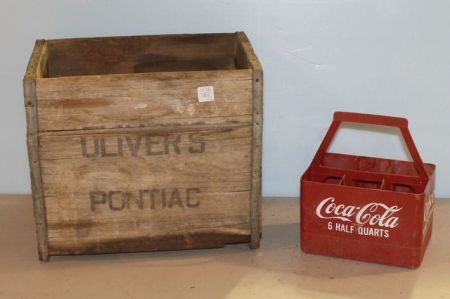 OLIVER'S
PONTIAC
Coca-Cola
6 HALF QUARTS